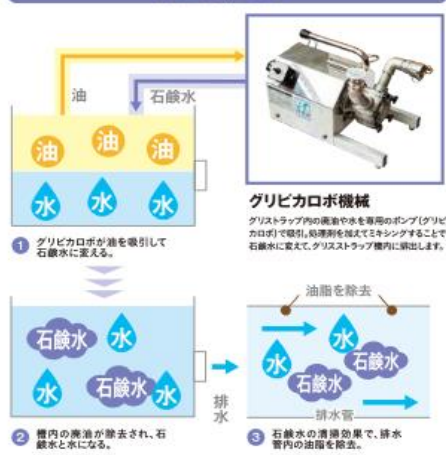 油
石鹸水
油 油 油
水 水 水
グリピカロボ機械
グリストラップ内の廃油や水を専用のポンプ(グリピ
カロボ)で吸引。処理剤を加えてミキシングすることで
石鹸水に変えて、グリスストラップ槽内に排出します。
1 グリピカロボが油を吸引して
石鹸水に変える。
石鹸水 水
水 石鹸水 水
排水
2 槽内の廃油が除去され、石
鹸水と水になる。
油脂を除去
水
石鹸水
水
石鹸水
排水管
3 石鹸水の清掃効果で、排水
管内の油脂を除去。